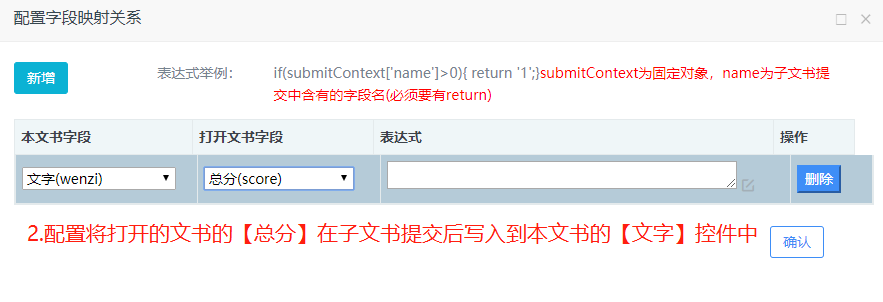 配置字段映射关系
新增
表达式举例：
if(submitContext['name']>0){ return '1';}submitContext为固定对象，name为子文书提
交中含有的字段名(必须要有return)
本文书字段
打开文书字段
表达式
操作
文字(wenzi)
总分(score)
删除
2.配置将打开的文书的【总分】在子文书提交后写入到本文书的【文字】控件中
确认